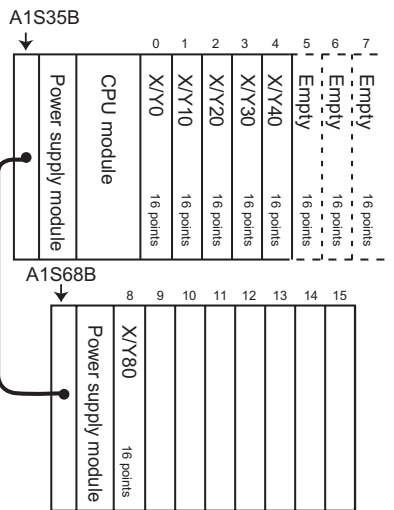 A1S35B
0 1 2 3 4 5 6 7
Power supply module
CPU module
X/Y0 16 points
X/Y10 16 points
X/Y20 16 points
X/Y30 16 points
X/Y40 16 points
Empty 16 points
Empty 16 points
Empty 16 points
A1S68B
8 9 10 11 12 13 14 15
Power supply module
X/Y80 16 points